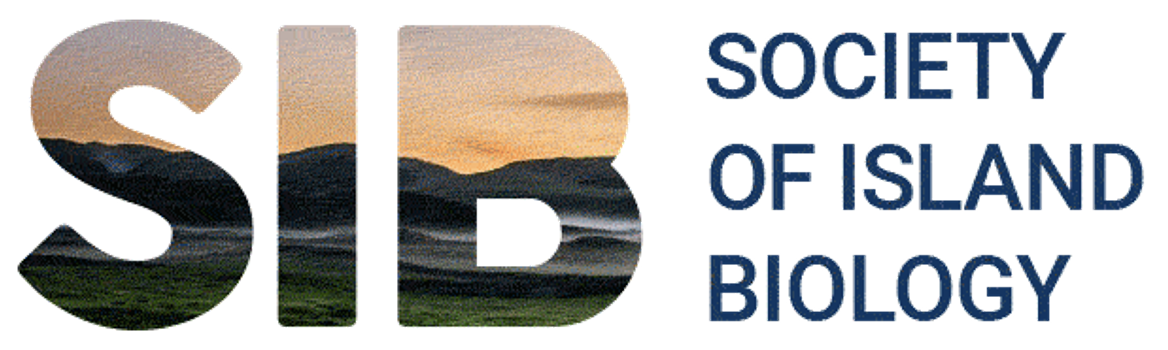 SIB
SOCIETY
OF ISLAND
BIOLOGY